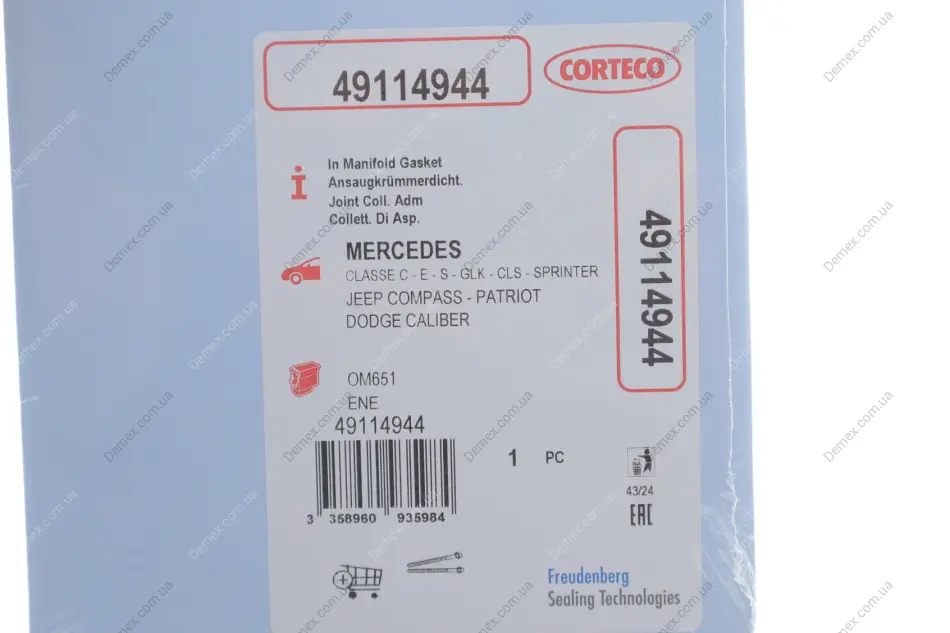 49114944
CORTECO
In Manifold Gasket
Ansaugkrümmerdicht.
Joint Coll. Adm
Collett. Di Asp.
MERCEDES
CLASSE C - E - S - GLK - CLS - SPRINTER
JEEP COMPASS - PATRIOT
DODGE CALIBER
49114944
OM651
ENE
49114944
3 358960 935984
1 PC
43/24
EAC
Freudenberg
Sealing Technologies
Demex.com.ua